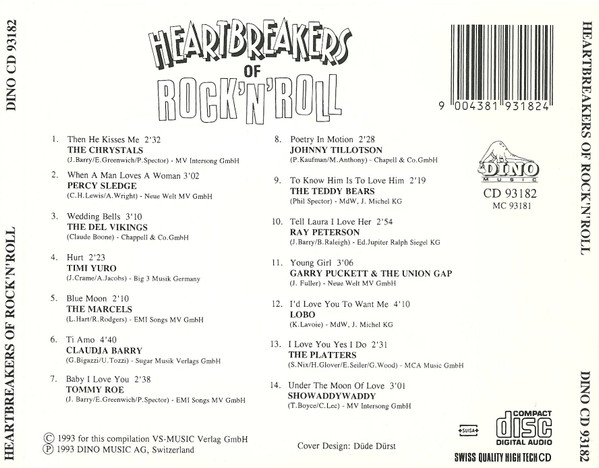 DINO CD 93182
HEARTBREAKERS OF ROCK'N'ROLL
HEARTBREAKERS
OF
ROCK'N'ROLL
9 004381 931824
1. Then He Kisses Me 2'32
THE CHRYSTALS
(J.Barry/E.Greenwich/P.Spector) - MV Intersong GmbH
2. When A Man Loves A Woman 3'02
PERCY SLEDGE
(C.H.Lewis/A.Wright) - Neue Welt MV GmbH
3. Wedding Bells 3'10
THE DEL VIKINGS
(Claude Boone) - Chappell & Co.GmbH
4. Hurt 2'23
TIMI YURO
(J.Crame/A.Jacobs) - Big 3 Musik Germany
5. Blue Moon 2'10
THE MARCELS
(L.Hart/R.Rodgers) - EMI Songs MV GmbH
6. Ti Amo 4'40
CLAUDJA BARRY
(G.Bigazzi/U.Tozzi) - Sugar Musik Verlags GmbH
7. Baby I Love You 2'38
TOMMY ROE
(J. Barry/E.Greenwich/P.Spector) - EMI Songs MV GmbH
8. Poetry In Motion 2'28
JOHNNY TILLOTSON
(P.Kaufman/M.Anthony) - Chapell & Co.GmbH
9. To Know Him Is To Love Him 2'19
THE TEDDY BEARS
(Phil Spector) - MdW, J. Michel KG
10. Tell Laura I Love Her 2'54
RAY PETERSON
(J.Barry/B.Raleigh) - Ed.Jupiter Ralph Siegel KG
11. Young Girl 3'06
GARRY PUCKETT & THE UNION GAP
(J. Fuller) - Neue Welt MV GmbH
12. I'd Love You To Want Me 4'10
LOBO
(K.Lavoie) - MdW, J. Michel KG
13. I Love You Yes I Do 2'31
THE PLATTERS
(S.Nix/H.Glover/E.Seiler/G.Wood) - MCA Music GmbH
14. Under The Moon Of Love 3'01
SHOWADDYWADDY
(T.Boyce/C.Lec) - MV Intersong GmbH
DINO
MUSIC
CD 93182
MC 93181
© 1993 for this compilation VS-MUSIC Verlag GmbH
℗ 1993 DINO MUSIC AG, Switzerland
Cover Design: Düde Dürst
SUISA
COMPACT
disc
DIGITAL AUDIO
SWISS QUALITY HIGH TECH CD
HEARTBREAKERS OF ROCK'N'ROLL
DINO CD 93182